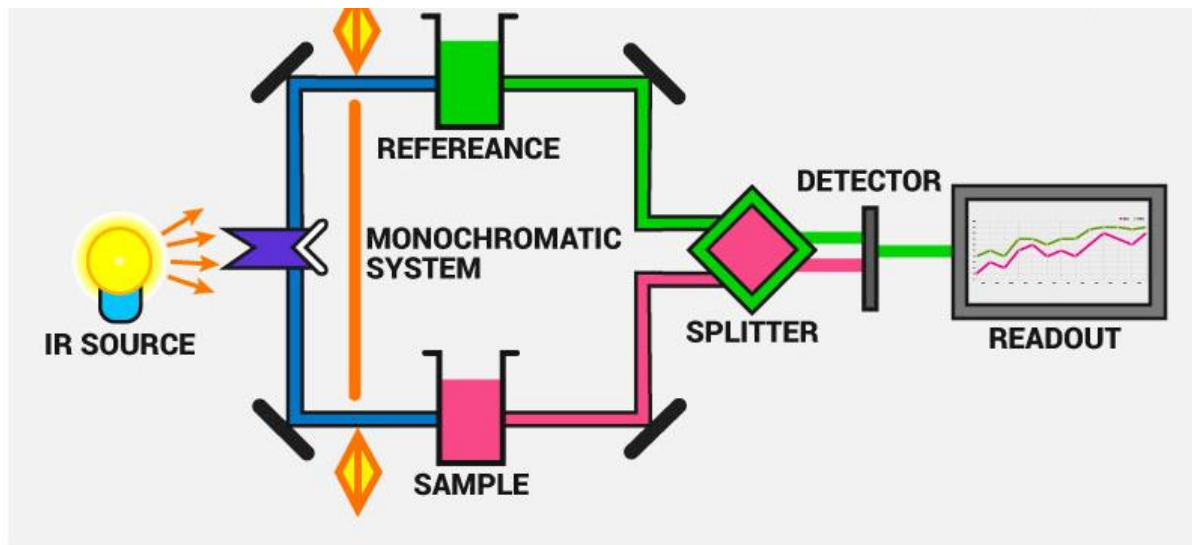 REFEREANCE
DETECTOR
MONOCHROMATIC
SYSTEM
IR SOURCE
SPLITTER
READOUT
SAMPLE